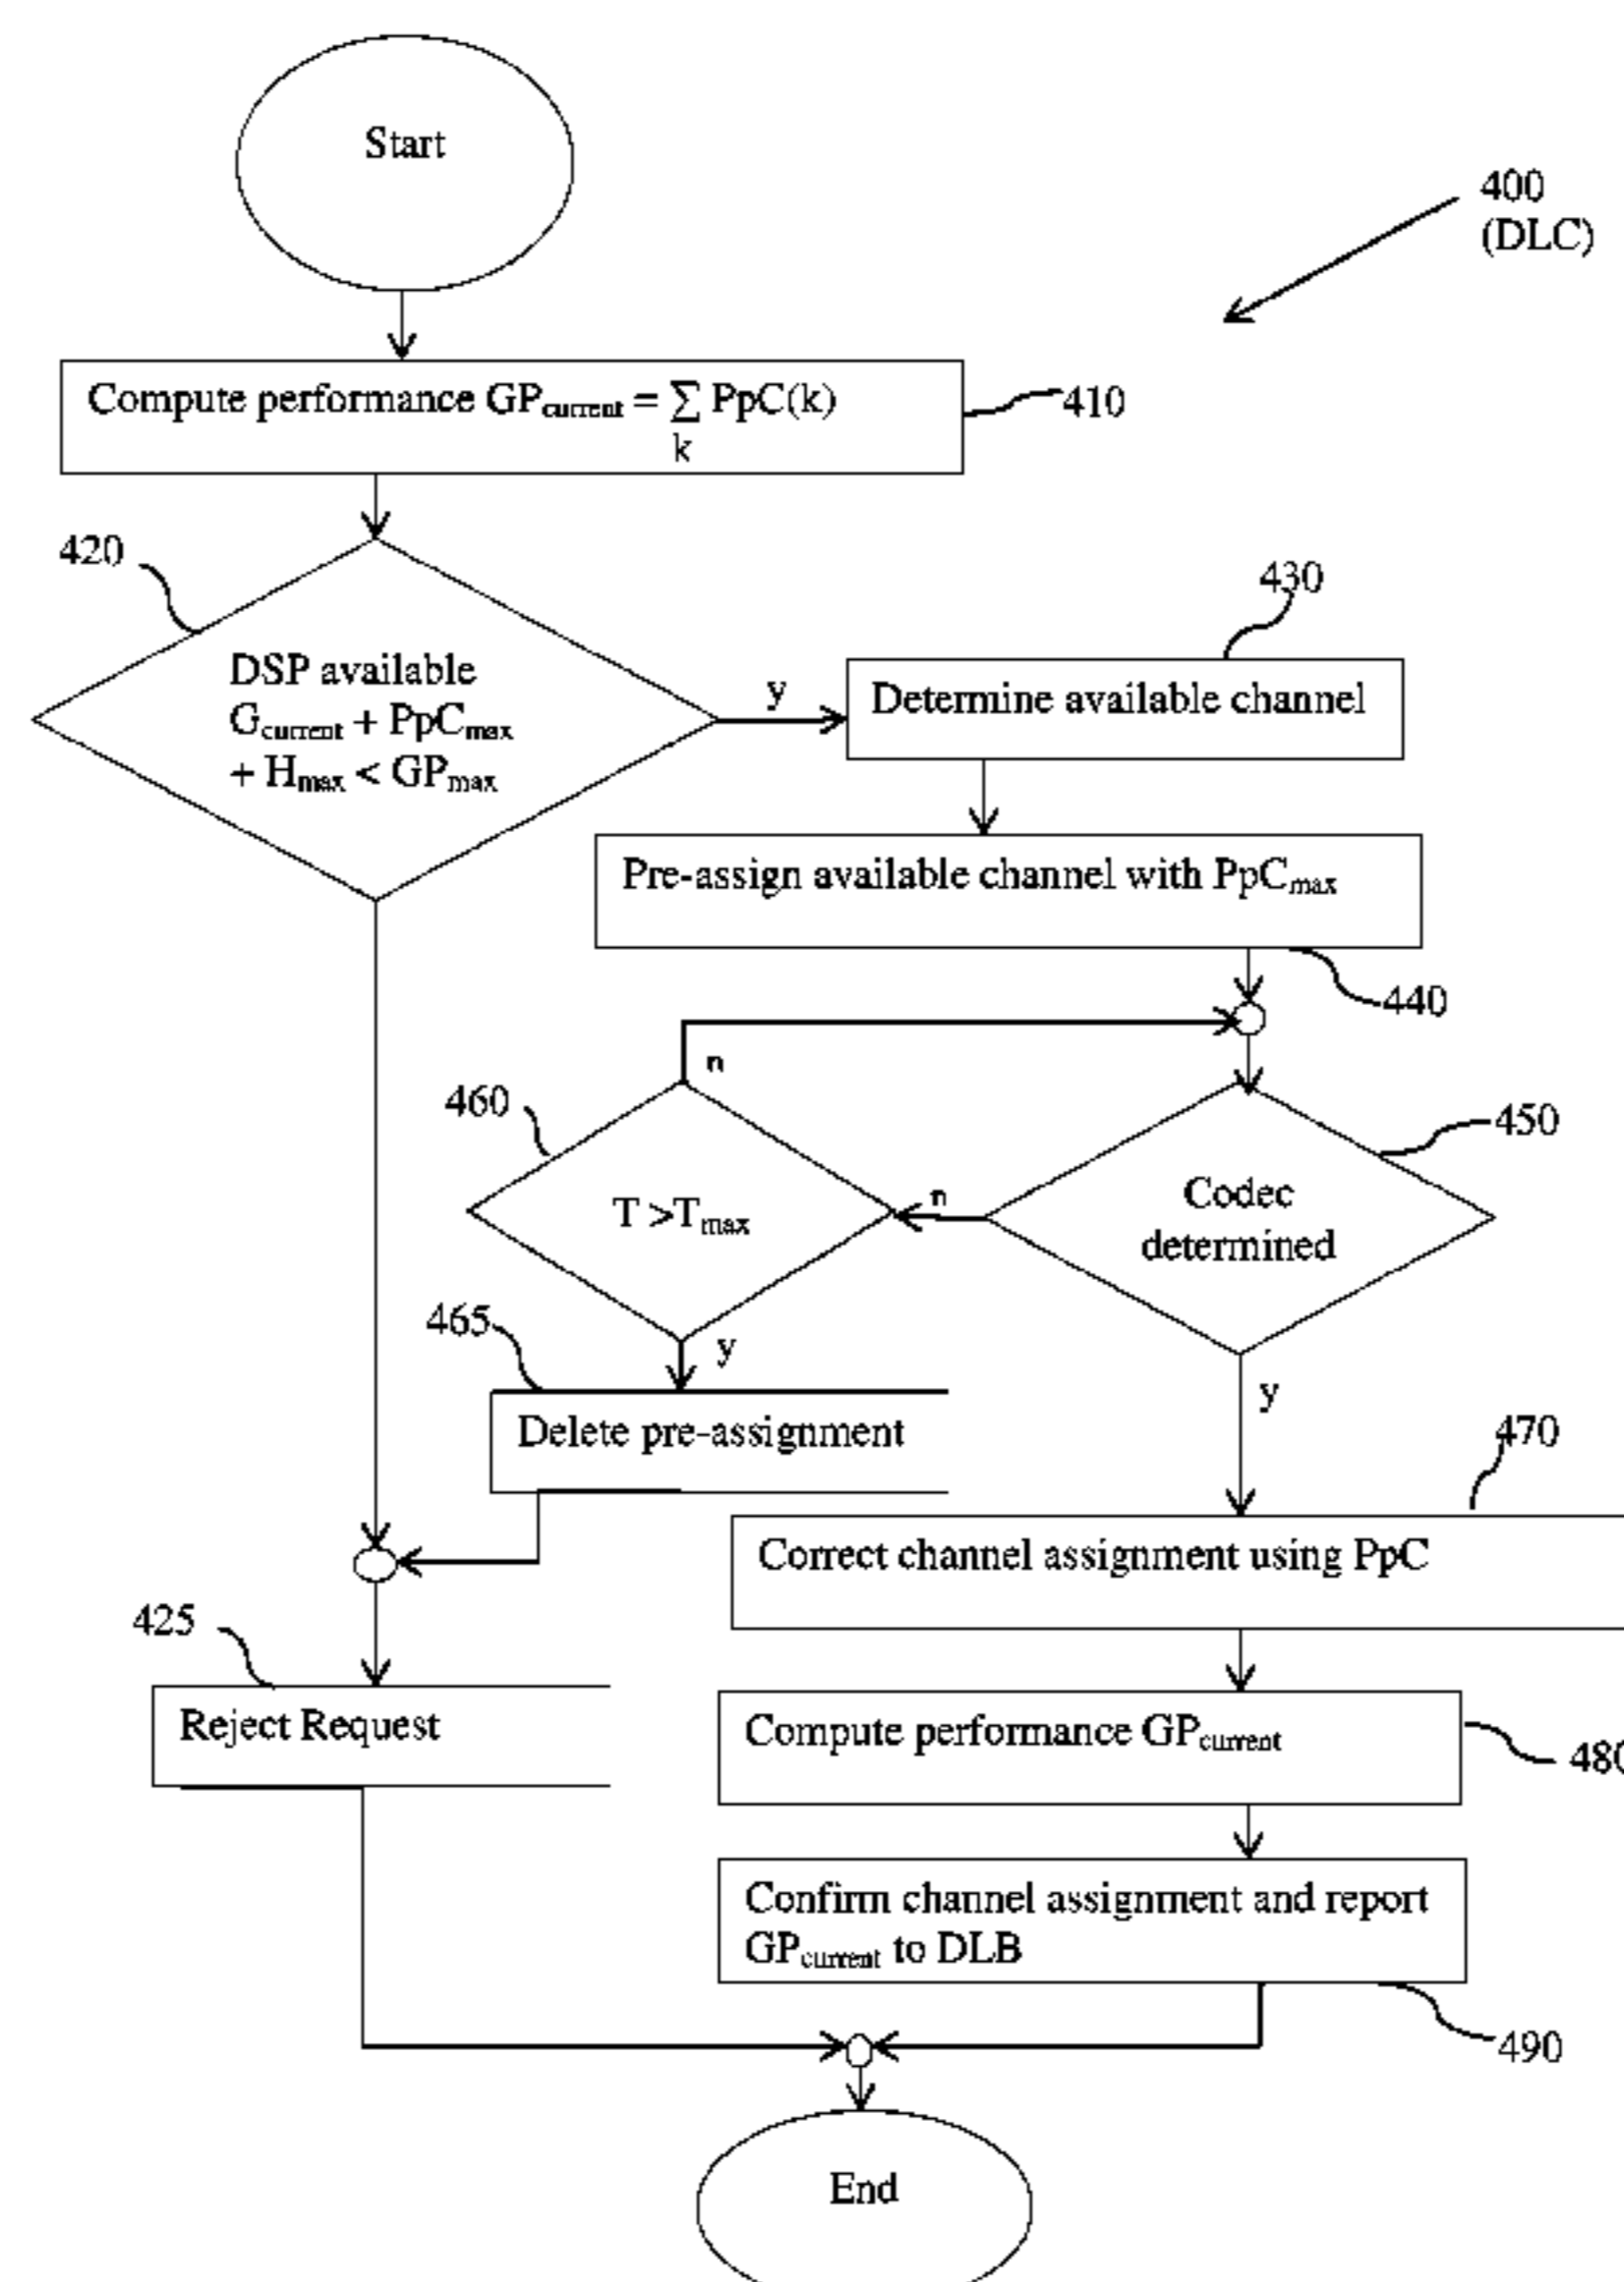 Start
400
(DLC)
Compute performance GPcurrent = ∑ PpC(k)
k
410
420
DSP available
Gcurrent + PpCmax
+ Hmax < GPmax
y
430
Determine available channel
Pre-assign available channel with PpCmax
440
n
460
T >Tmax
n
450
Codec
determined
465
y
Delete pre-assignment
y
470
Correct channel assignment using PpC
425
Reject Request
Compute performance GPcurrent
480
Confirm channel assignment and report
GPcurrent to DLB
490
End